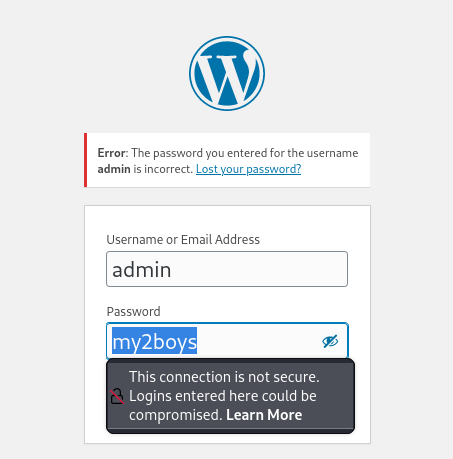 Error: The password you entered for the username
admin is incorrect. Lost your password?
Username or Email Address
admin
Password
my2boys
This connection is not secure.
Logins entered here could be
compromised. Learn More